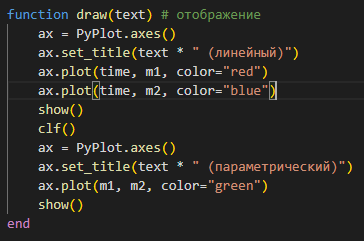 function draw(text) # отображение
    ax = PyPlot.axes()
    ax.set_title(text * " (линейный)")
    ax.plot(time, m1, color="red")
    ax.plot(time, m2, color="blue")
    show()
    clf()
    ax = PyPlot.axes()
    ax.set_title(text * " (параметрический)")
    ax.plot(m1, m2, color="green")
    show()
end